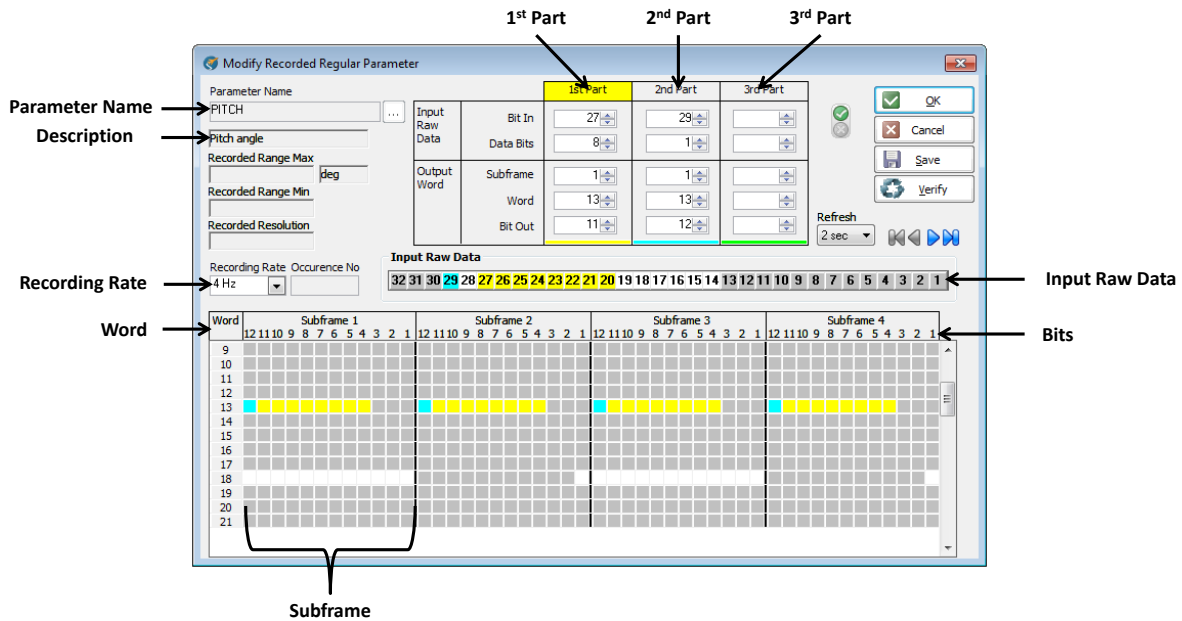 1st Part 2nd Part 3rd Part
Modify Recorded Regular Parameter
Parameter Name
Parameter Name
PITCH ...
Description
Pitch angle
Recorded Range Max
deg
Recorded Range Min
Recorded Resolution
1st Part 2nd Part 3rd Part
Input Raw Data
Bit In 27 29
Data Bits 8 1
Output Word
Subframe 1 1
Word 13 13
Bit Out 11 12
OK
Cancel
Save
Verify
Refresh
2 sec
Recording Rate
Recording Rate Occurence No
4 Hz
Input Raw Data
32 31 30 29 28 27 26 25 24 23 22 21 20 19 18 17 16 15 14 13 12 11 10 9 8 7 6 5 4 3 2 1
Input Raw Data
Word
Word Subframe 1 Subframe 2 Subframe 3 Subframe 4
12 11 10 9 8 7 6 5 4 3 2 1 12 11 10 9 8 7 6 5 4 3 2 1 12 11 10 9 8 7 6 5 4 3 2 1 12 11 10 9 8 7 6 5 4 3 2 1
Bits
9
10
11
12
13
14
15
16
17
18
19
20
21
Subframe